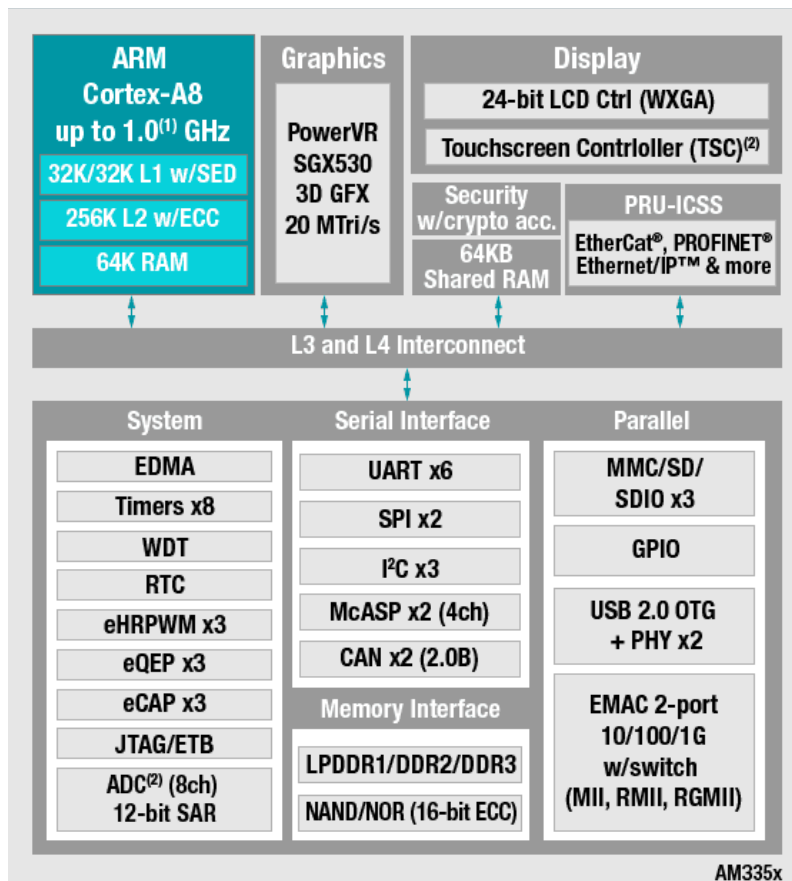 ARM
Cortex-A8
up to 1.0(1) GHz
32K/32K L1 w/SED
256K L2 w/ECC
64K RAM
Graphics
PowerVR
SGX530
3D GFX
20 MTri/s
Display
24-bit LCD Ctrl (WXGA)
Touchscreen Contrloller (TSC)(2)
Security
w/crypto acc.
64KB
Shared RAM
PRU-ICSS
EtherCat®, PROFINET®
Ethernet/IP™ & more
L3 and L4 Interconnect
System
EDMA
Timers x8
WDT
RTC
eHRPWM x3
eQEP x3
eCAP x3
JTAG/ETB
ADC(2) (8ch)
12-bit SAR
Serial Interface
UART x6
SPI x2
I²C x3
McASP x2 (4ch)
CAN x2 (2.0B)
Memory Interface
LPDDR1/DDR2/DDR3
NAND/NOR (16-bit ECC)
Parallel
MMC/SD/
SDIO x3
GPIO
USB 2.0 OTG
+ PHY x2
EMAC 2-port
10/100/1G
w/switch
(MII, RMII, RGMII)
AM335x